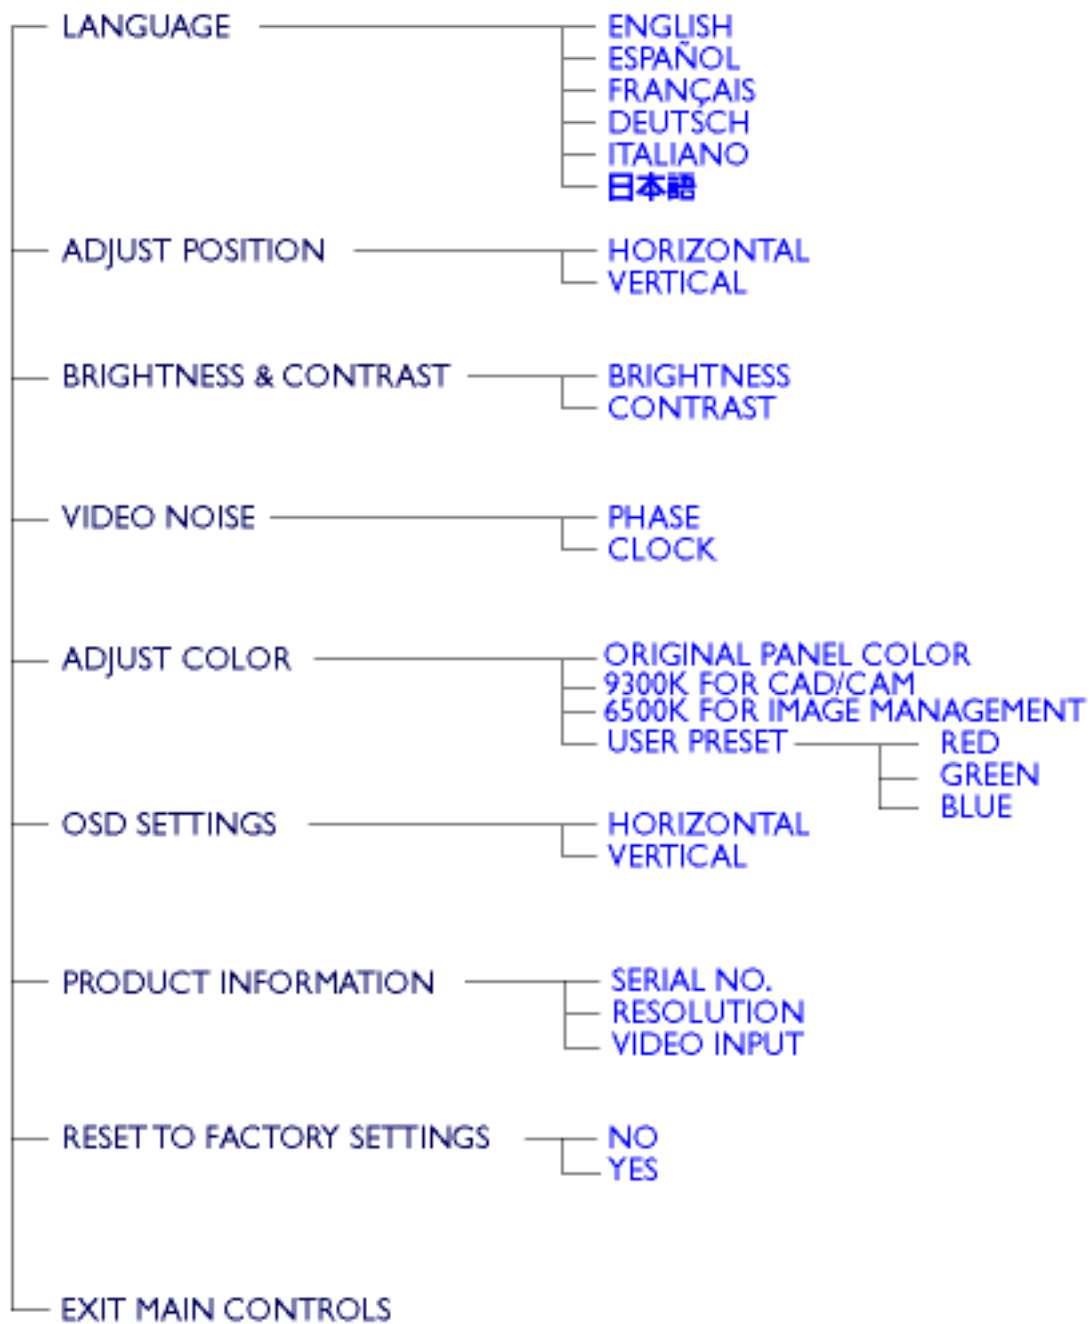 LANGUAGE
ENGLISH
ESPAÑOL
FRANÇAIS
DEUTSCH
ITALIANO
日本語
ADJUST POSITION
HORIZONTAL
VERTICAL
BRIGHTNESS & CONTRAST
BRIGHTNESS
CONTRAST
VIDEO NOISE
PHASE
CLOCK
ADJUST COLOR
ORIGINAL PANEL COLOR
9300K FOR CAD/CAM
6500K FOR IMAGE MANAGEMENT
USER PRESET
RED
GREEN
BLUE
OSD SETTINGS
HORIZONTAL
VERTICAL
PRODUCT INFORMATION
SERIAL NO.
RESOLUTION
VIDEO INPUT
RESET TO FACTORY SETTINGS
NO
YES
EXIT MAIN CONTROLS